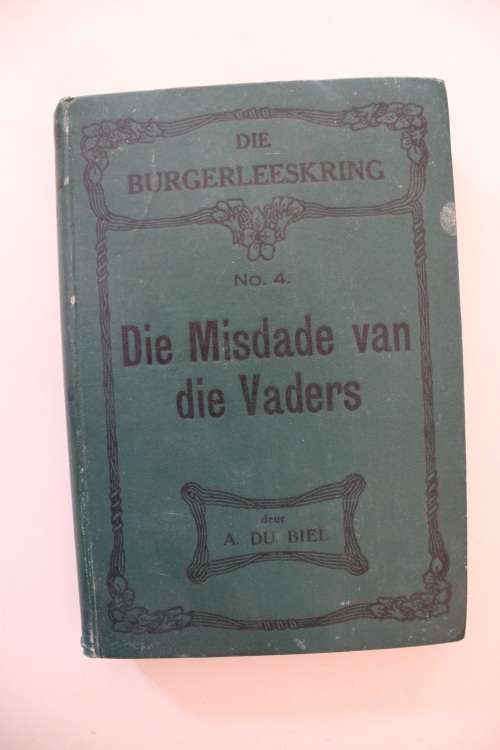 DIE
BURGERLEESKRING
No. 4.
Die Misdade van
die Vaders
deur
A. DU BIEL